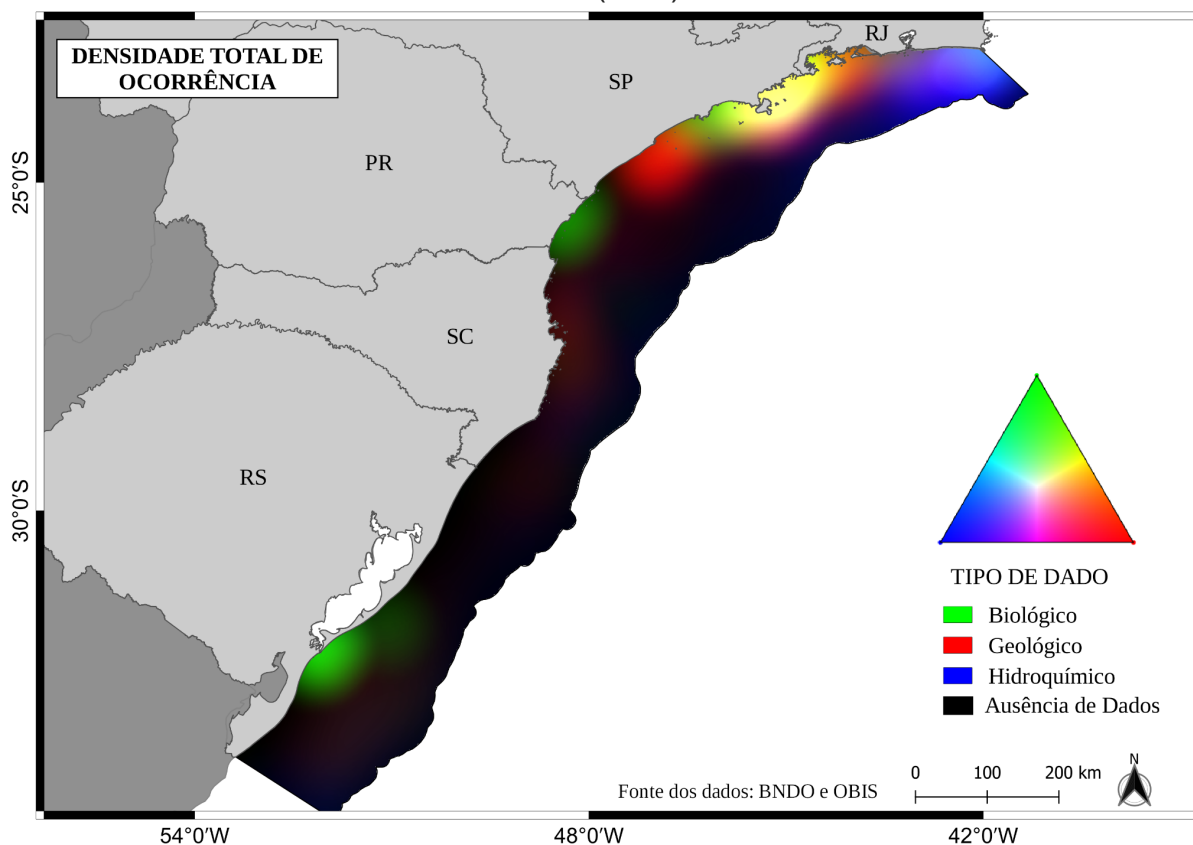 DENSIDADE TOTAL DE
OCORRÊNCIA
RJ
SP
PR
SC
RS
25°0'S
30°0'S
TIPO DE DADO
Biológico
Geológico
Hidroquímico
Ausência de Dados
Fonte dos dados: BNDO e OBIS
0 100 200 km
N
54°0'W 48°0'W 42°0'W